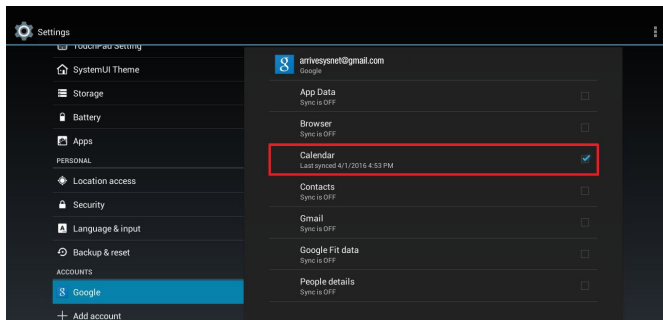 Settings
TouchPad Setting
SystemUI Theme
Storage
Battery
Apps
PERSONAL
Location access
Security
Language & input
Backup & reset
ACCOUNTS
Google
Add account
arrivesysnet@gmail.com
Google
App Data
Sync is OFF
Browser
Sync is OFF
Calendar
Last synced 4/1/2016 4:53 PM
Contacts
Sync is OFF
Gmail
Sync is OFF
Google Fit data
Sync is OFF
People details
Sync is OFF